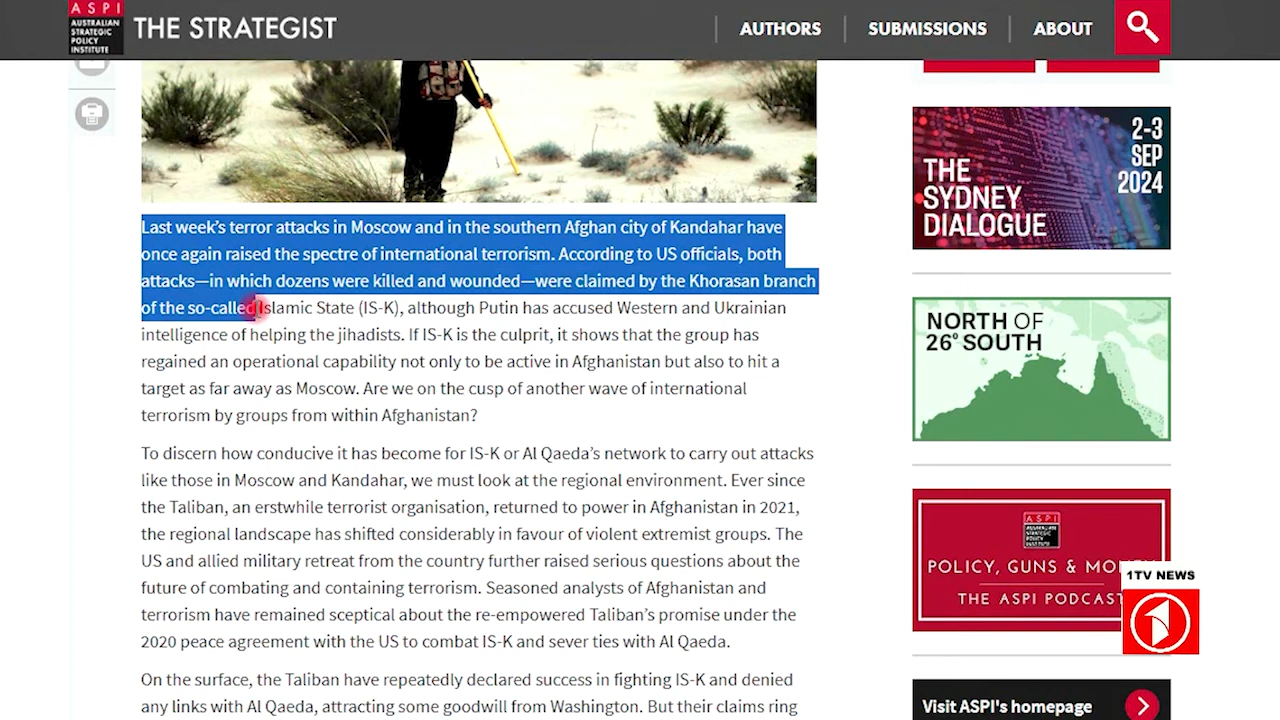 ASPI
AUSTRALIAN
STRATEGIC
POLICY
INSTITUTE
THE STRATEGIST
AUTHORS
SUBMISSIONS
ABOUT
Last week's terror attacks in Moscow and in the southern Afghan city of Kandahar have
once again raised the spectre of international terrorism. According to US officials, both
attacks—in which dozens were killed and wounded—were claimed by the Khorasan branch
of the so-called Islamic State (IS-K), although Putin has accused Western and Ukrainian
intelligence of helping the jihadists. If IS-K is the culprit, it shows that the group has
regained an operational capability not only to be active in Afghanistan but also to hit a
target as far away as Moscow. Are we on the cusp of another wave of international
terrorism by groups from within Afghanistan?
To discern how conducive it has become for IS-K or Al Qaeda's network to carry out attacks
like those in Moscow and Kandahar, we must look at the regional environment. Ever since
the Taliban, an erstwhile terrorist organisation, returned to power in Afghanistan in 2021,
the regional landscape has shifted considerably in favour of violent extremist groups. The
US and allied military retreat from the country further raised serious questions about the
future of combating and containing terrorism. Seasoned analysts of Afghanistan and
terrorism have remained sceptical about the re-empowered Taliban's promise under the
2020 peace agreement with the US to combat IS-K and sever ties with Al Qaeda.
On the surface, the Taliban have repeatedly declared success in fighting IS-K and denied
any links with Al Qaeda, attracting some goodwill from Washington. But their claims ring
2-3
SEP
2024
THE
SYDNEY
DIALOGUE
NORTH OF
26° SOUTH
ASPI
AUSTRALIAN
STRATEGIC
POLICY
INSTITUTE
POLICY, GUNS & MO
THE ASPI PODCAST
1TV NEWS
Visit ASPI's homepage